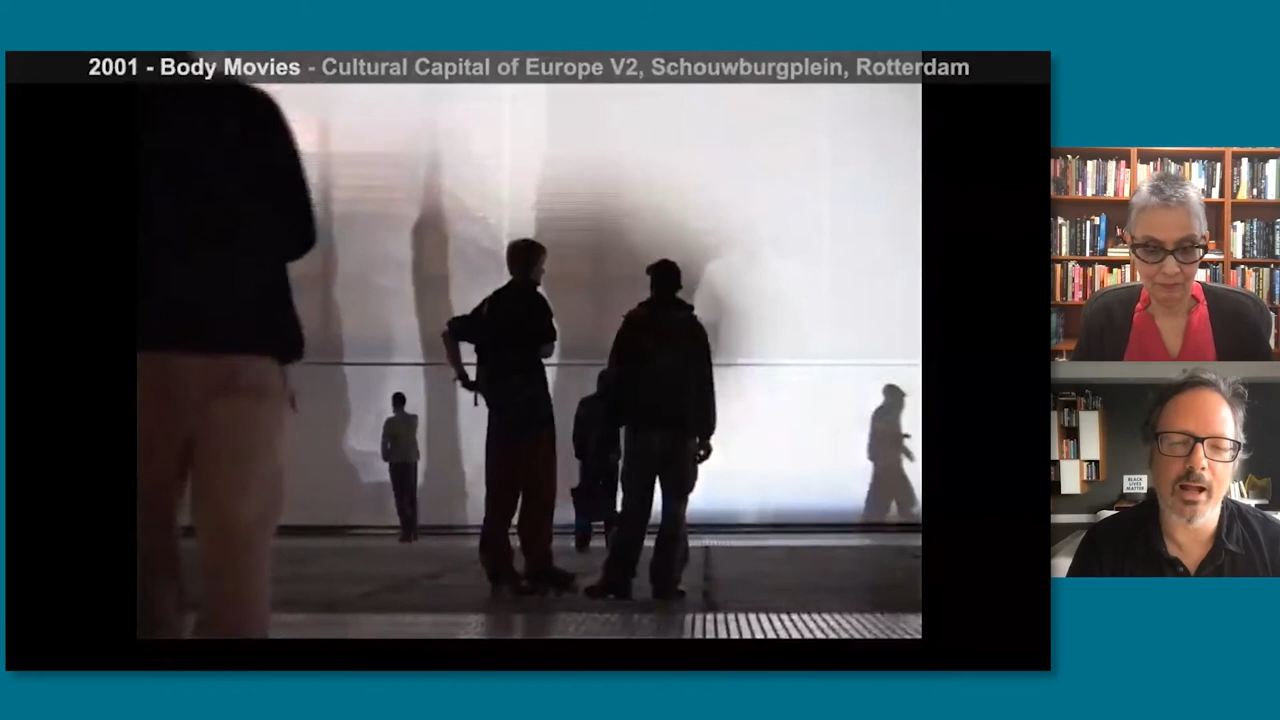 2001 - Body Movies - Cultural Capital of Europe V2, Schouwburgplein, Rotterdam
BLACK
LIVES
MATTER